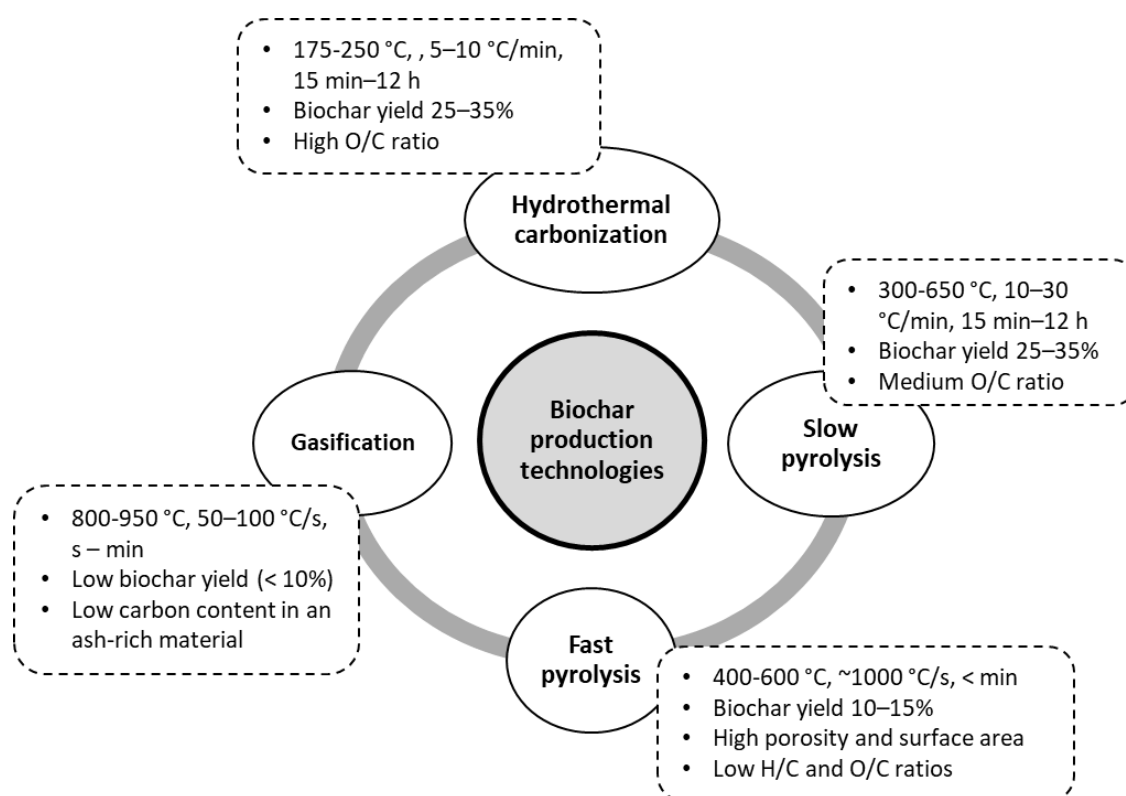 • 175-250 °C, , 5–10 °C/min,
15 min–12 h
• Biochar yield 25–35%
• High O/C ratio
Hydrothermal
carbonization
• 300-650 °C, 10–30
°C/min, 15 min–12 h
• Biochar yield 25–35%
• Medium O/C ratio
Biochar
production
technologies
Gasification
Slow
pyrolysis
• 800-950 °C, 50–100 °C/s,
s – min
• Low biochar yield (< 10%)
• Low carbon content in an
ash-rich material
Fast
pyrolysis
• 400-600 °C, ~1000 °C/s, < min
• Biochar yield 10–15%
• High porosity and surface area
• Low H/C and O/C ratios